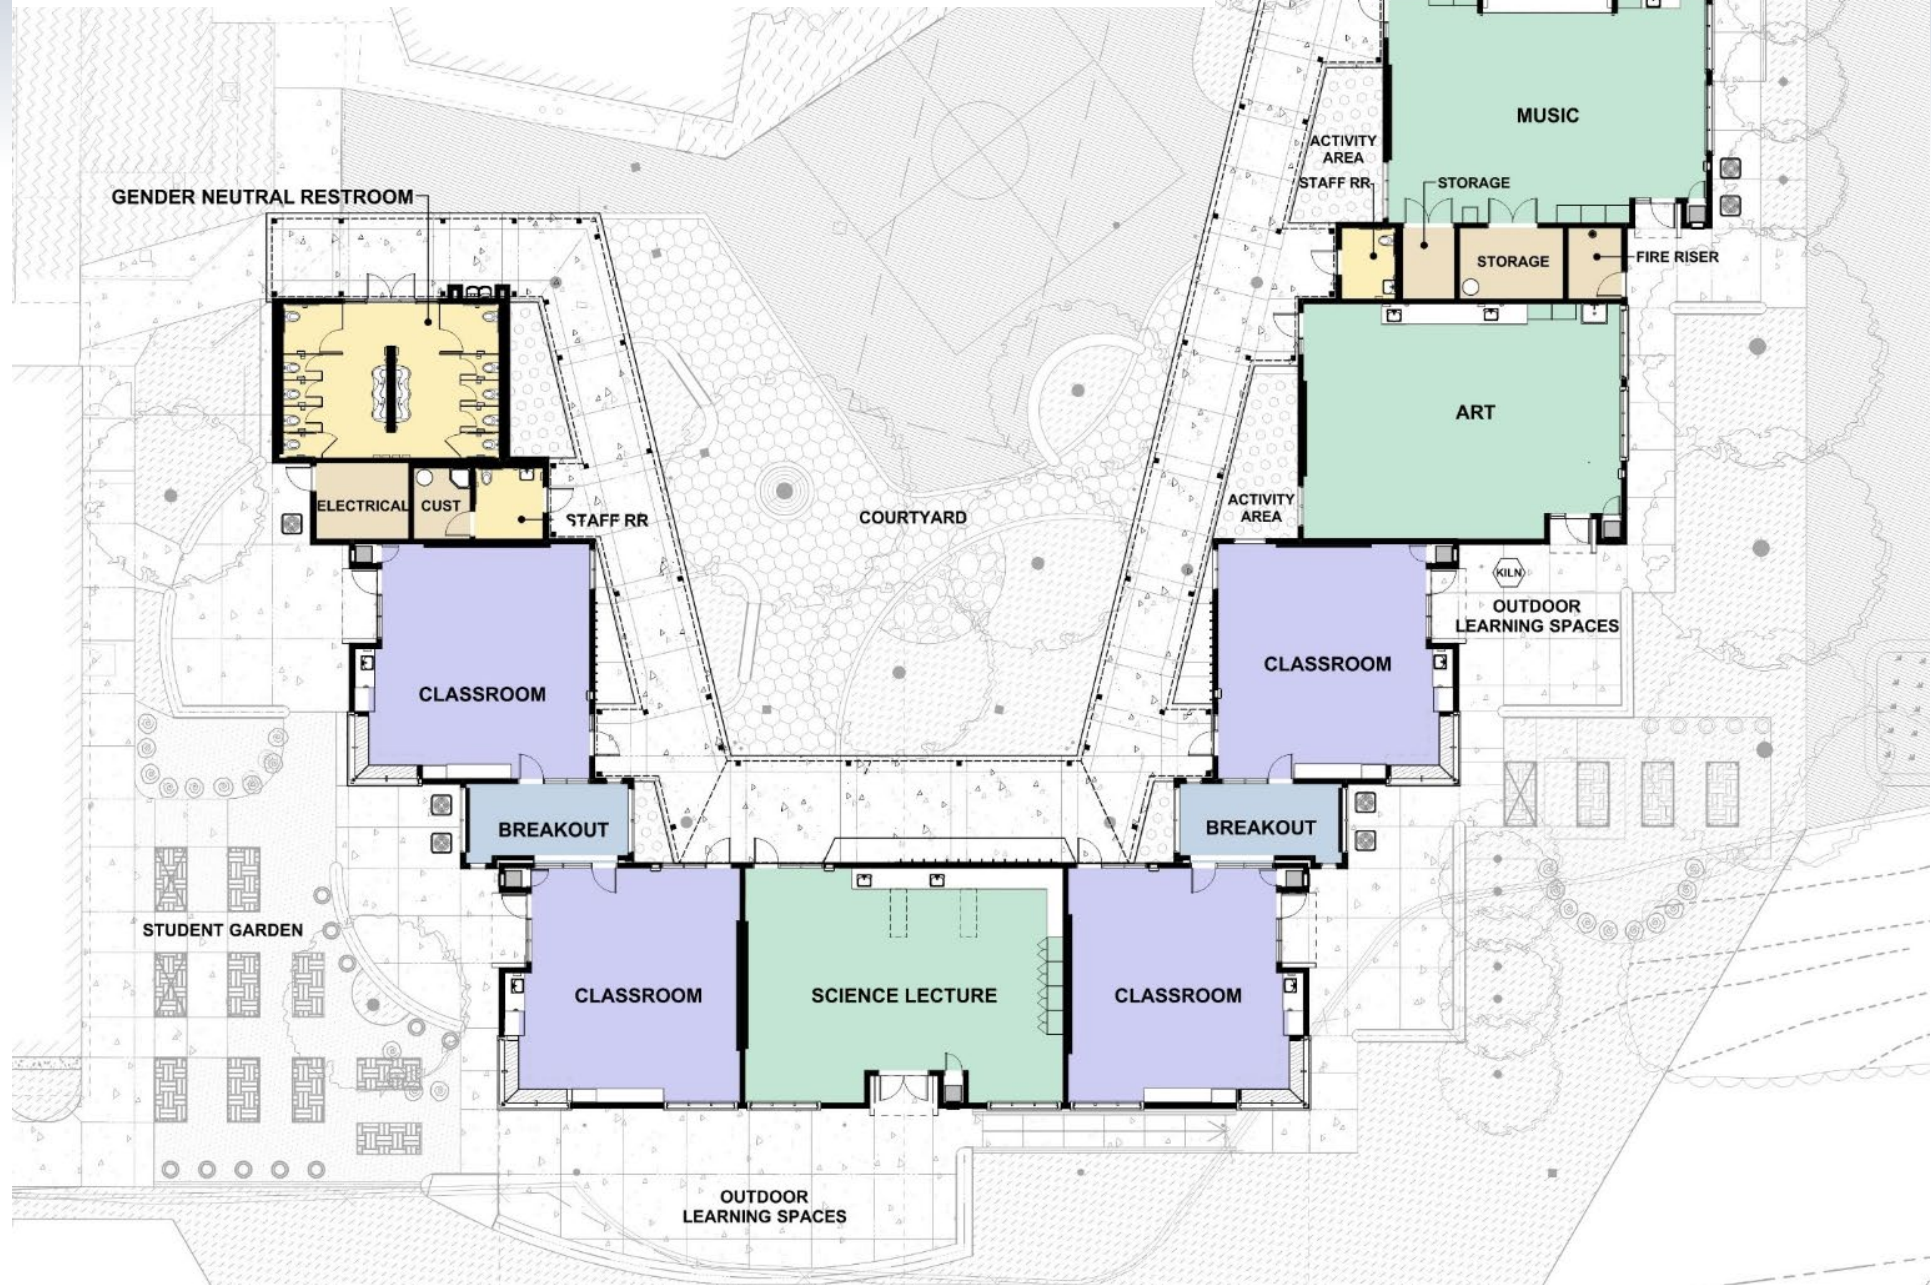 MUSIC
ACTIVITY
AREA
STAFF RR
STORAGE
GENDER NEUTRAL RESTROOM
STORAGE
FIRE RISER
ART
ELECTRICAL
CUST
STAFF RR
COURTYARD
ACTIVITY
AREA
KILN
OUTDOOR
LEARNING SPACES
CLASSROOM
CLASSROOM
BREAKOUT
BREAKOUT
STUDENT GARDEN
CLASSROOM
SCIENCE LECTURE
CLASSROOM
OUTDOOR
LEARNING SPACES